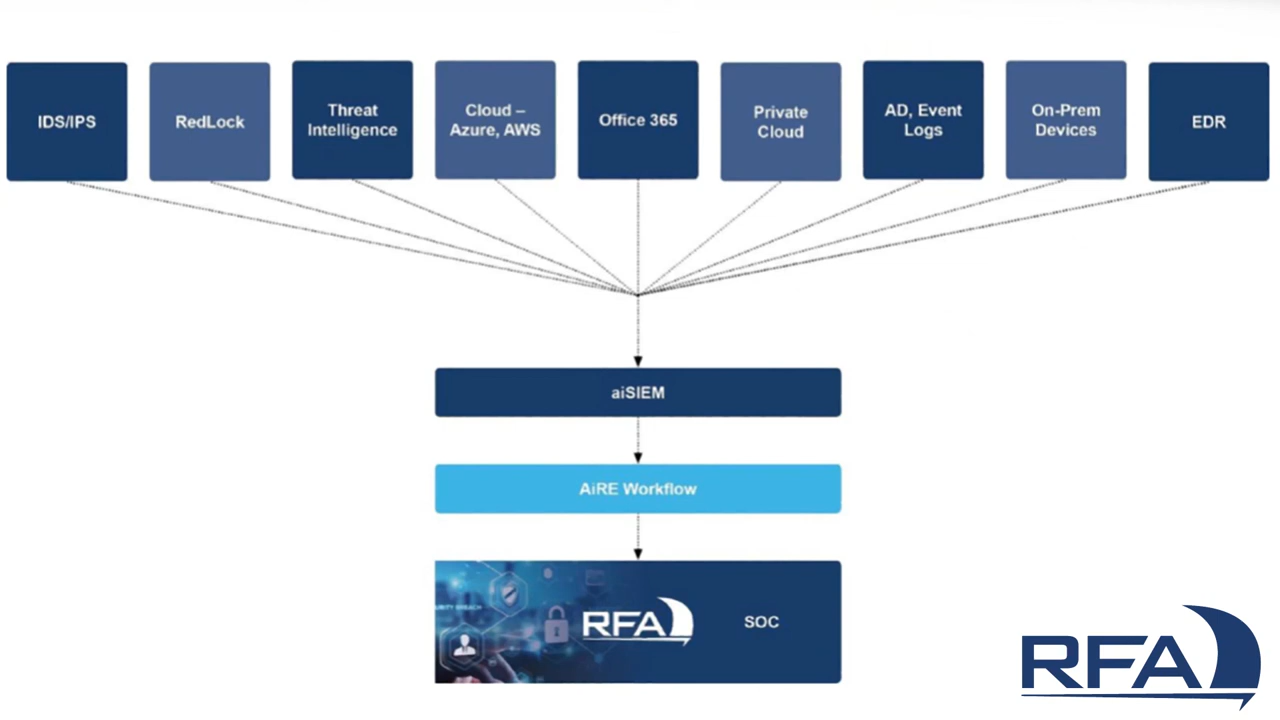 IDS/IPS
RedLock
Threat
Intelligence
Cloud –
Azure, AWS
Office 365
Private
Cloud
AD, Event
Logs
On-Prem
Devices
EDR
aiSIEM
AiRE Workflow
RFA
SOC
RFA